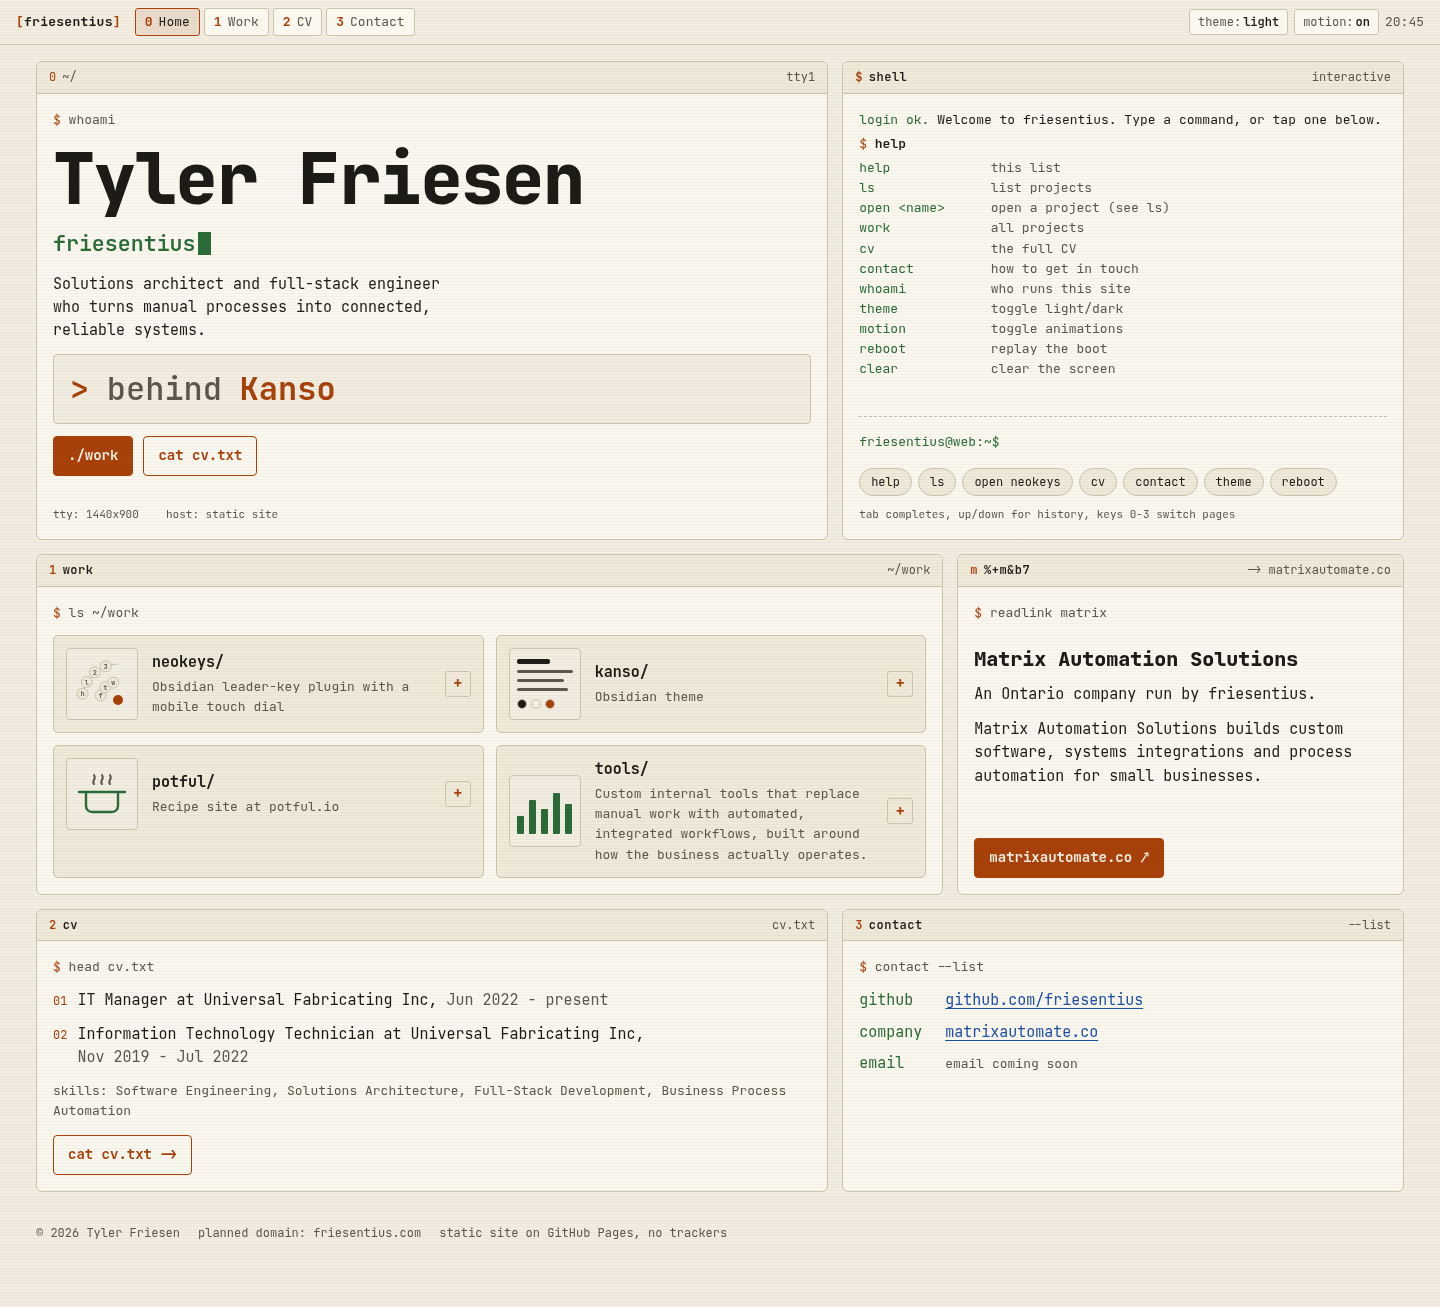 [friesentius] 0 Home 1 Work 2 CV 3 Contact theme: light motion: on 20:45
0 ~/ tty1
$ whoami
Tyler Friesen
friesentius
Solutions architect and full-stack engineer
who turns manual processes into connected,
reliable systems.
> behind Kanso
./work cat cv.txt
tty: 1440x900 host: static site
$ shell interactive
login ok. Welcome to friesentius. Type a command, or tap one below.
$ help
help this list
ls list projects
open <name> open a project (see ls)
work all projects
cv the full CV
contact how to get in touch
whoami who runs this site
theme toggle light/dark
motion toggle animations
reboot replay the boot
clear clear the screen
friesentius@web:~$
help ls open neokeys cv contact theme reboot
tab completes, up/down for history, keys 0-3 switch pages
1 work ~/work
$ ls ~/work
neokeys/
Obsidian leader-key plugin with a
mobile touch dial
+
kanso/
Obsidian theme
+
potful/
Recipe site at potful.io
+
tools/
Custom internal tools that replace
manual work with automated,
integrated workflows, built around
how the business actually operates.
+
m %+m&b7 --> matrixautomate.co
$ readlink matrix
Matrix Automation Solutions
An Ontario company run by friesentius.
Matrix Automation Solutions builds custom
software, systems integrations and process
automation for small businesses.
matrixautomate.co ↗
2 cv cv.txt
$ head cv.txt
01 IT Manager at Universal Fabricating Inc, Jun 2022 - present
02 Information Technology Technician at Universal Fabricating Inc,
Nov 2019 - Jul 2022
skills: Software Engineering, Solutions Architecture, Full-Stack Development, Business Process
Automation
cat cv.txt -->
3 contact --list
$ contact --list
github github.com/friesentius
company matrixautomate.co
email email coming soon
© 2026 Tyler Friesen planned domain: friesentius.com static site on GitHub Pages, no trackers